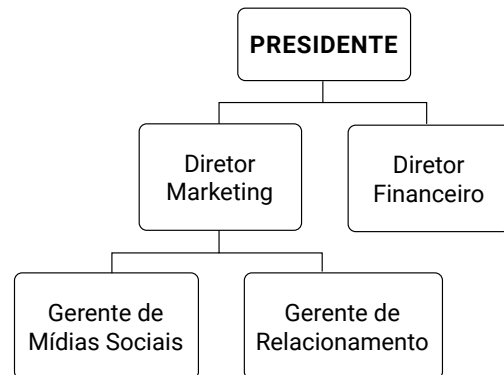 PRESIDENTE
Diretor
Marketing
Diretor
Financeiro
Gerente de
Mídias Sociais
Gerente de
Relacionamento